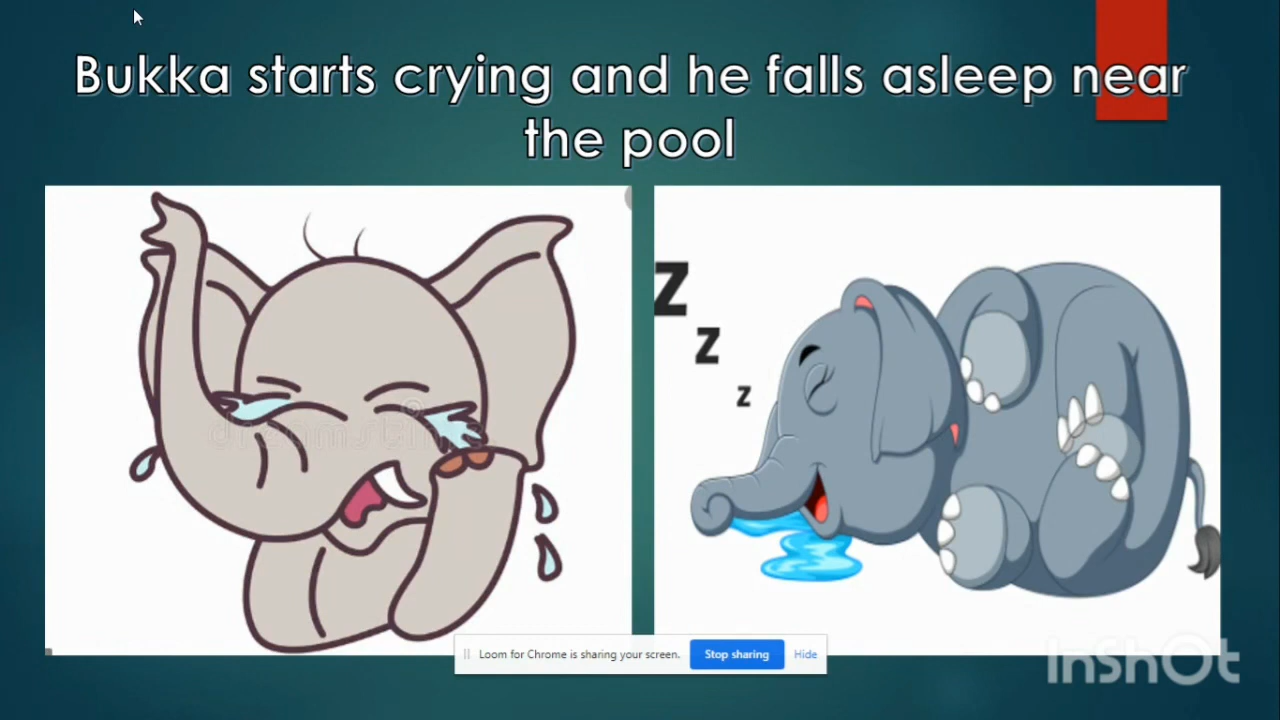 Bukka starts crying and he falls asleep near
the pool
Z
z
z
dreamstime
Loom for Chrome is sharing your screen. Stop sharing Hide
InShOt